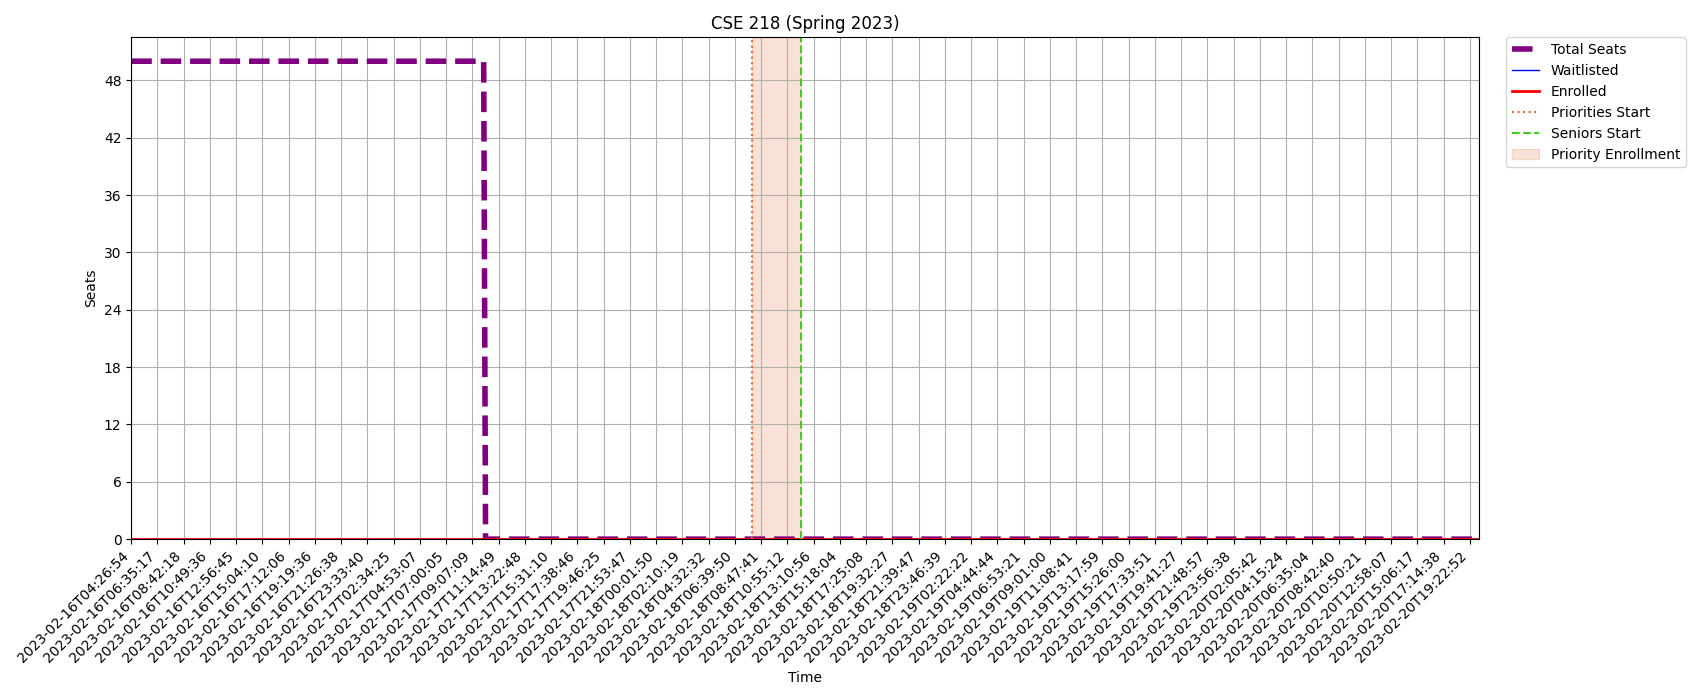 CSE 218 (Spring 2023)
Total Seats
Waitlisted
Enrolled
Priorities Start
Seniors Start
Priority Enrollment
Seats
48
42
36
30
24
18
12
6
0
2023-02-16T04:26:54
2023-02-16T06:35:17
2023-02-16T08:42:18
2023-02-16T10:49:36
2023-02-16T12:56:45
2023-02-16T15:04:10
2023-02-16T17:12:06
2023-02-16T19:19:36
2023-02-16T21:26:38
2023-02-16T23:33:40
2023-02-17T02:34:25
2023-02-17T04:53:07
2023-02-17T07:00:05
2023-02-17T09:07:09
2023-02-17T11:14:49
2023-02-17T13:22:48
2023-02-17T15:31:10
2023-02-17T17:38:46
2023-02-17T19:46:25
2023-02-17T21:53:47
2023-02-18T00:01:50
2023-02-18T02:10:19
2023-02-18T04:32:32
2023-02-18T06:39:50
2023-02-18T08:47:41
2023-02-18T10:55:12
2023-02-18T13:10:56
2023-02-18T15:18:04
2023-02-18T17:25:08
2023-02-18T19:32:27
2023-02-18T21:39:47
2023-02-18T23:46:39
2023-02-19T02:22:22
2023-02-19T04:44:44
2023-02-19T06:53:21
2023-02-19T09:01:00
2023-02-19T11:08:41
2023-02-19T13:17:59
2023-02-19T15:26:00
2023-02-19T17:33:51
2023-02-19T19:41:27
2023-02-19T21:48:57
2023-02-19T23:56:38
2023-02-20T02:05:42
2023-02-20T04:15:24
2023-02-20T06:35:04
2023-02-20T08:42:40
2023-02-20T10:50:21
2023-02-20T12:58:07
2023-02-20T15:06:17
2023-02-20T17:14:38
2023-02-20T19:22:52
Time